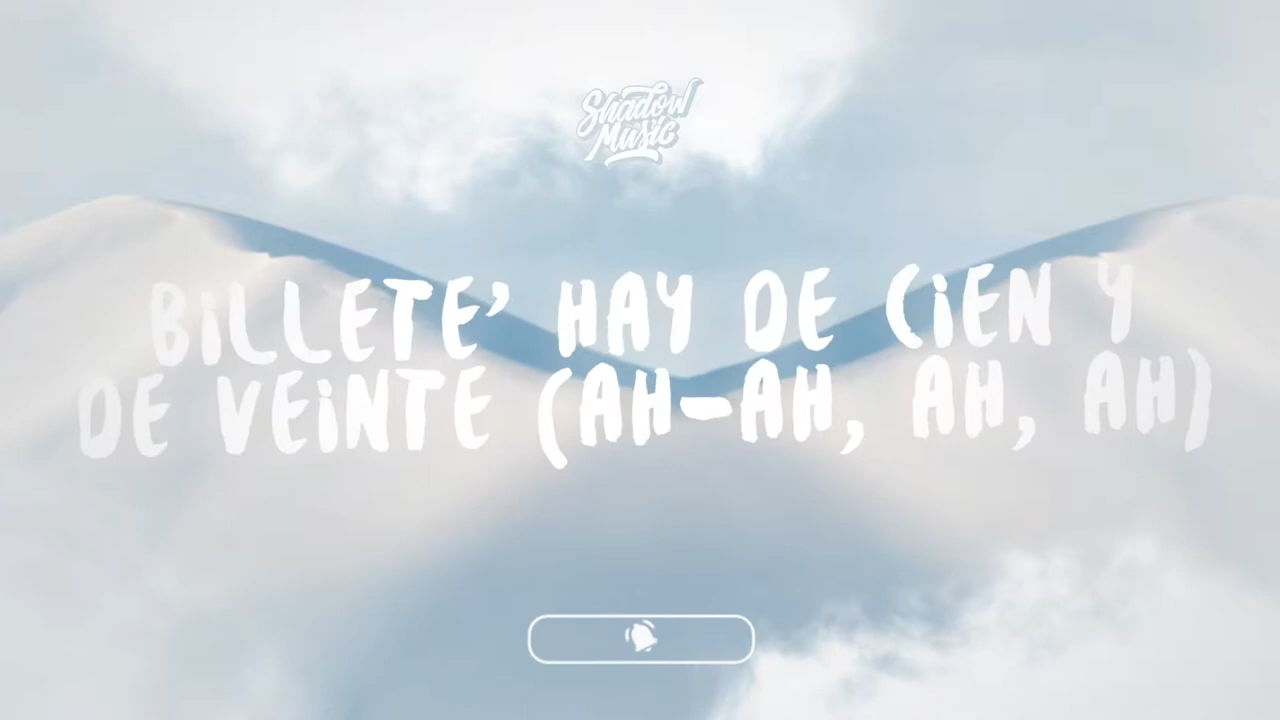 Shadow
Music
BiLLETE' HAY DE CiEN Y
DE VEiNTE (AH-AH, AH, AH)